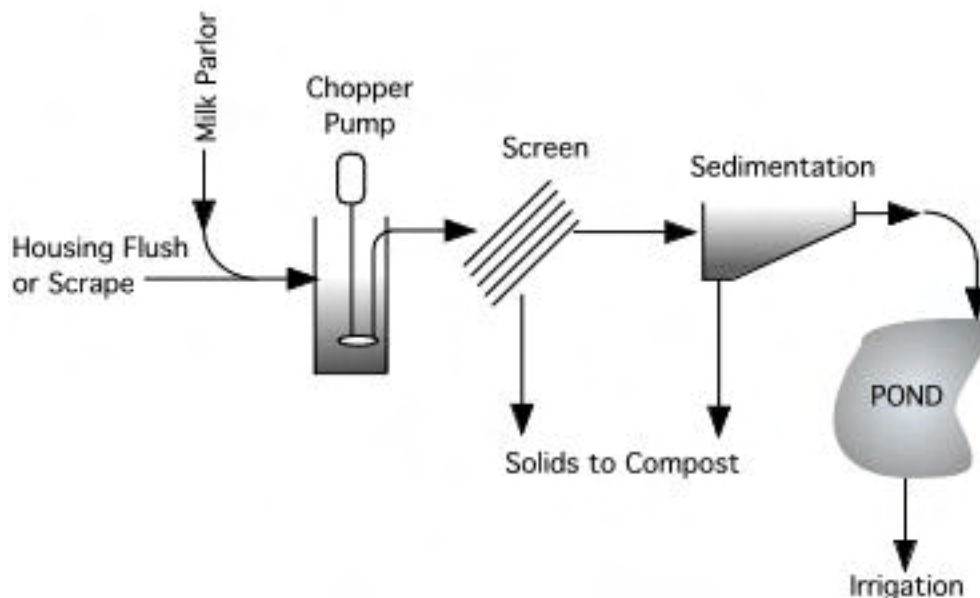 Milk Parlor
Chopper
Pump
Screen
Sedimentation
Housing Flush
or Scrape
POND
Solids to Compost
Irrigation